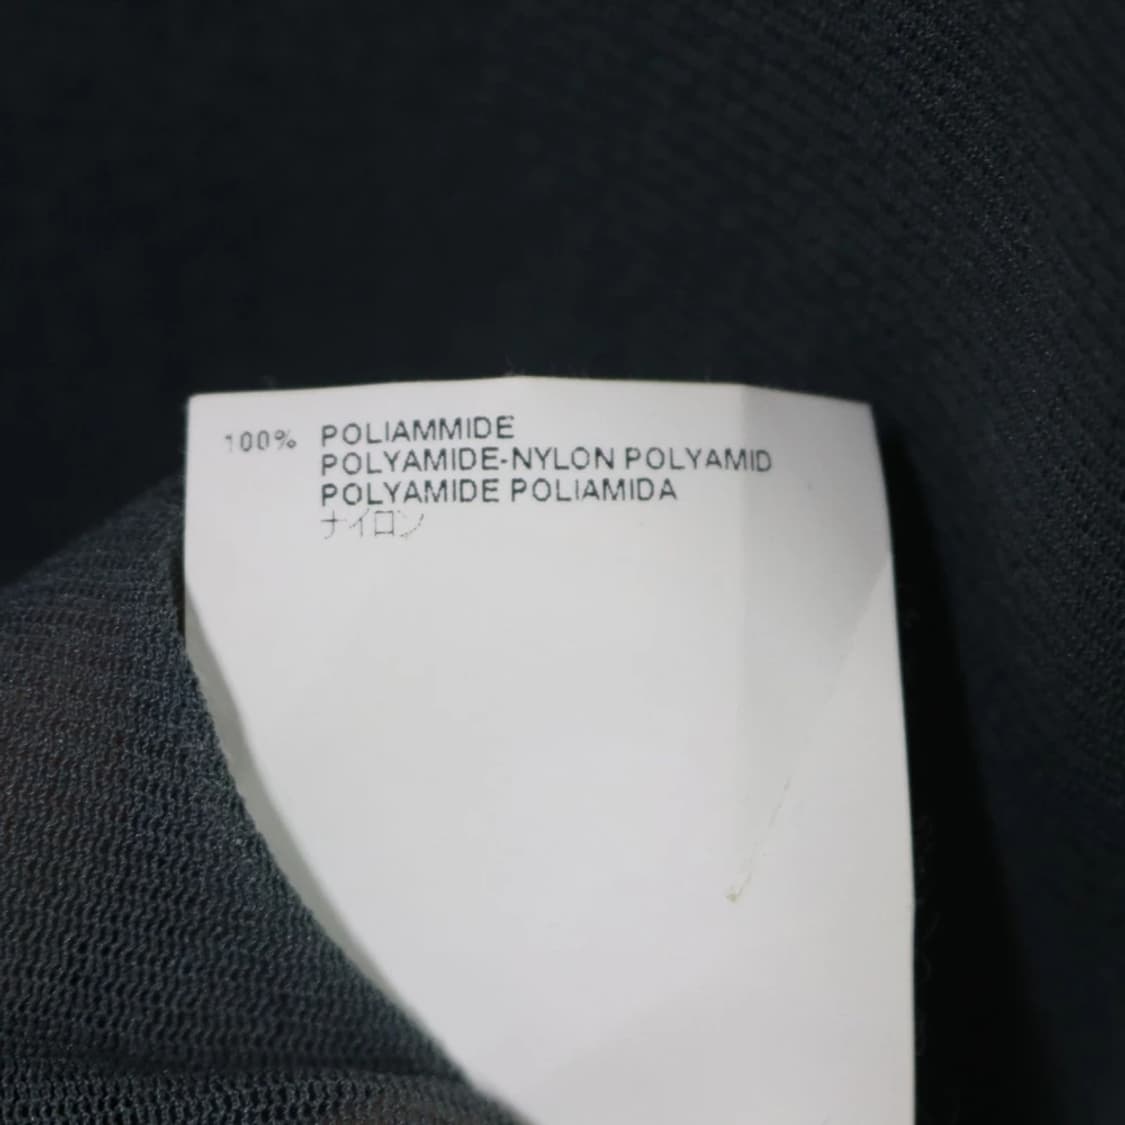 100% POLIAMMIDE
POLYAMIDE-NYLON POLYAMID
POLYAMIDE POLIAMIDA
ナイロン